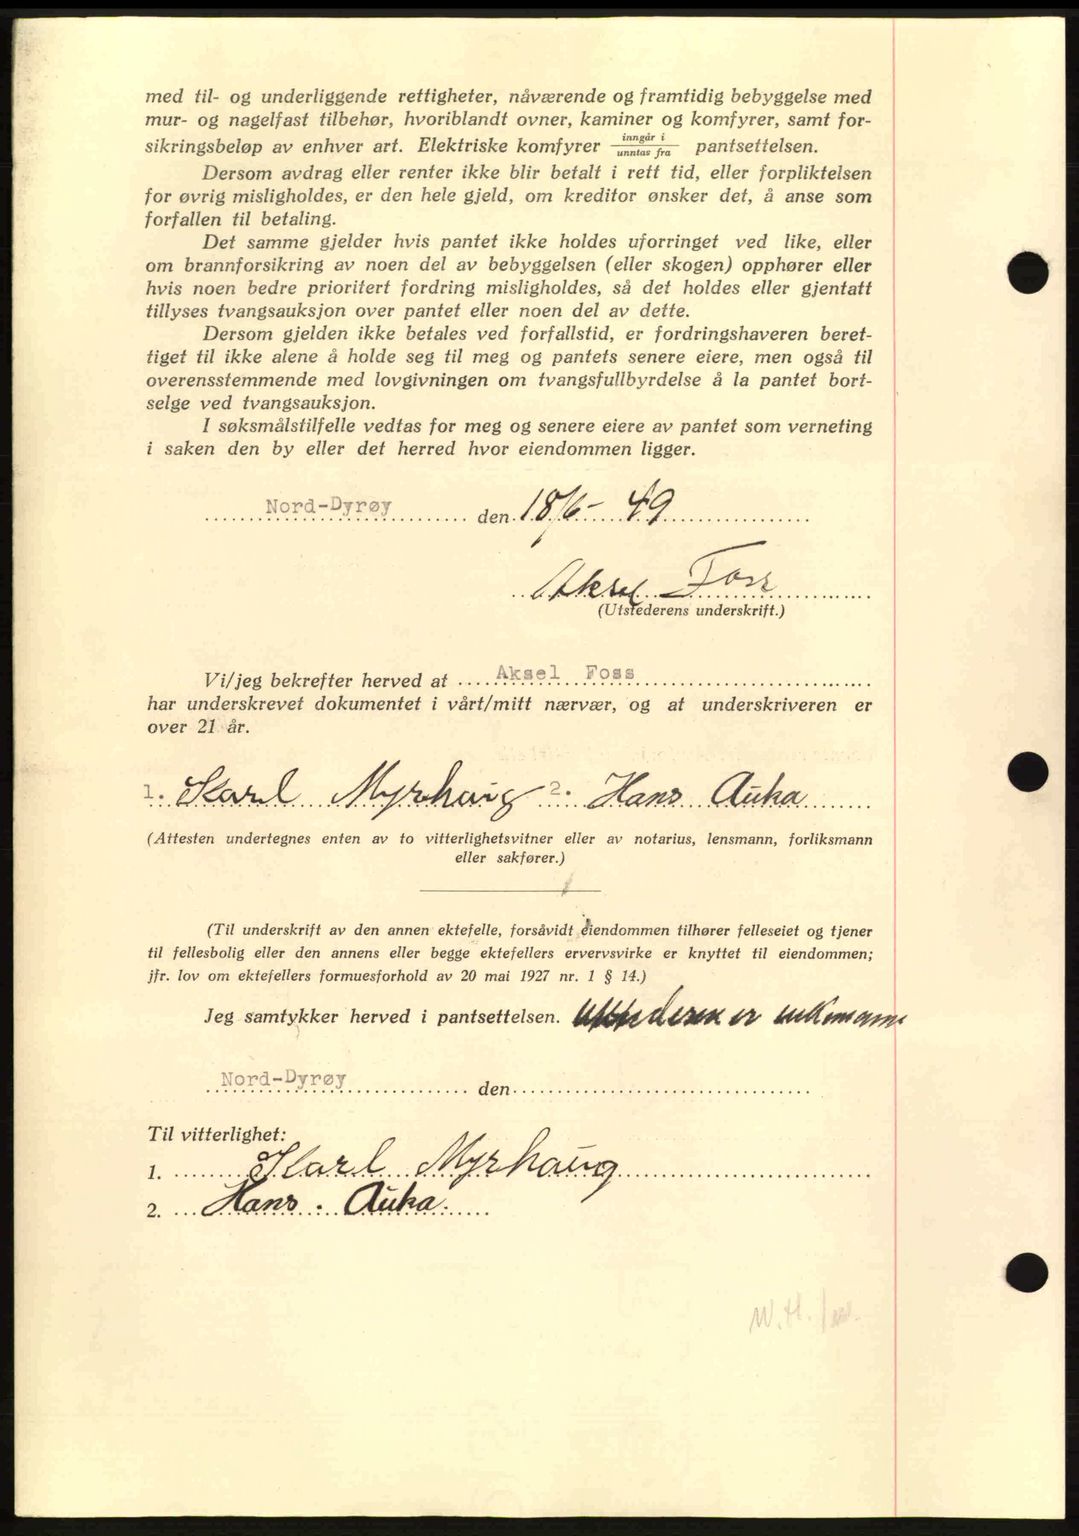 med til- og underliggende rettigheter, nåværende og framtidig bebyggelse med
mur- og nagelfast tilbehør, hvoriblandt ovner, kaminer og komfyrer, samt for-
sikringsbeløp av enhver art. Elektriske komfyrer inngår i / unntas fra pantsettelsen.
Dersom avdrag eller renter ikke blir betalt i rett tid, eller forpliktelsen
for øvrig misligholdes, er den hele gjeld, om kreditor ønsker det, å anse som
forfallen til betaling.
Det samme gjelder hvis pantet ikke holdes uforringet ved like, eller
om brannforsikring av noen del av bebyggelsen (eller skogen) opphører eller
hvis noen bedre prioritert fordring misligholdes, så det holdes eller gjentatt
tillyses tvangsauksjon over pantet eller noen del av dette.
Dersom gjelden ikke betales ved forfallstid, er fordringshaveren beret-
tiget til ikke alene å holde seg til meg og pantets senere eiere, men også til
overensstemmende med lovgivningen om tvangsfullbyrdelse å la pantet bort-
selge ved tvangsauksjon.
I søksmålstilfelle vedtas for meg og senere eiere av pantet som verneting
i saken den by eller det herred hvor eiendommen ligger.
Nord-Dyrøy den 18/6- 49
Aksel Foss
(Utstederens underskrift.)
Vi/jeg bekrefter herved at Aksel Foss
har underskrevet dokumentet i vårt/mitt nærvær, og at underskriveren er
over 21 år.
1. Karl Myrhaug 2. Hans Auka
(Attesten undertegnes enten av to vitterlighetsvitner eller av notarius, lensmann, forliksmann
eller sakfører.)
(Til underskrift av den annen ektefelle, forsåvidt eiendommen tilhører felleseiet og tjener
til fellesbolig eller den annens eller begge ektefellers ervervsvirke er knyttet til eiendommen;
jfr. lov om ektefellers formuesforhold av 20 mai 1927 nr. 1 § 14.)
Jeg samtykker herved i pantsettelsen. er
Nord-Dyrøy den
Til vitterlighet:
1. Karl Myrhaug
2. Hans. Auka.